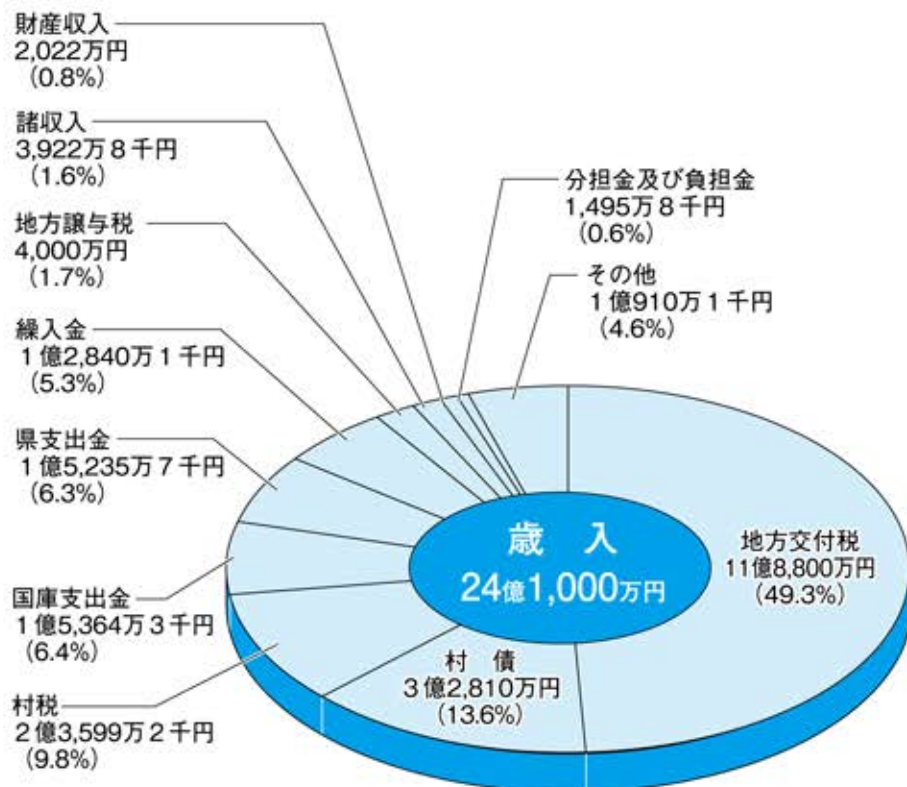 財産収入
2,022万円
(0.8%)
諸収入
3,922万8千円
(1.6%)
地方譲与税
4,000万円
(1.7%)
繰入金
1億2,840万1千円
(5.3%)
県支出金
1億5,235万7千円
(6.3%)
国庫支出金
1億5,364万3千円
(6.4%)
村税
2億3,599万2千円
(9.8%)
分担金及び負担金
1,495万8千円
(0.6%)
その他
1億910万1千円
(4.6%)
歳 入
24億1,000万円
地方交付税
11億8,800万円
(49.3%)
村 債
3億2,810万円
(13.6%)